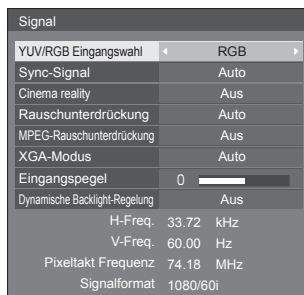 Signal
YUV/RGB Eingangswahl RGB
Sync-Signal Auto
Cinema reality Aus
Rauschunterdrückung Auto
MPEG-Rauschunterdrückung Aus
XGA-Modus Auto
Eingangspegel 0
Dynamische Backlight-Regelung Aus
H-Freq. 33.72 kHz
V-Freq. 60.00 Hz
Pixeltakt Frequenz 74.18 MHz
Signalformat 1080/60i